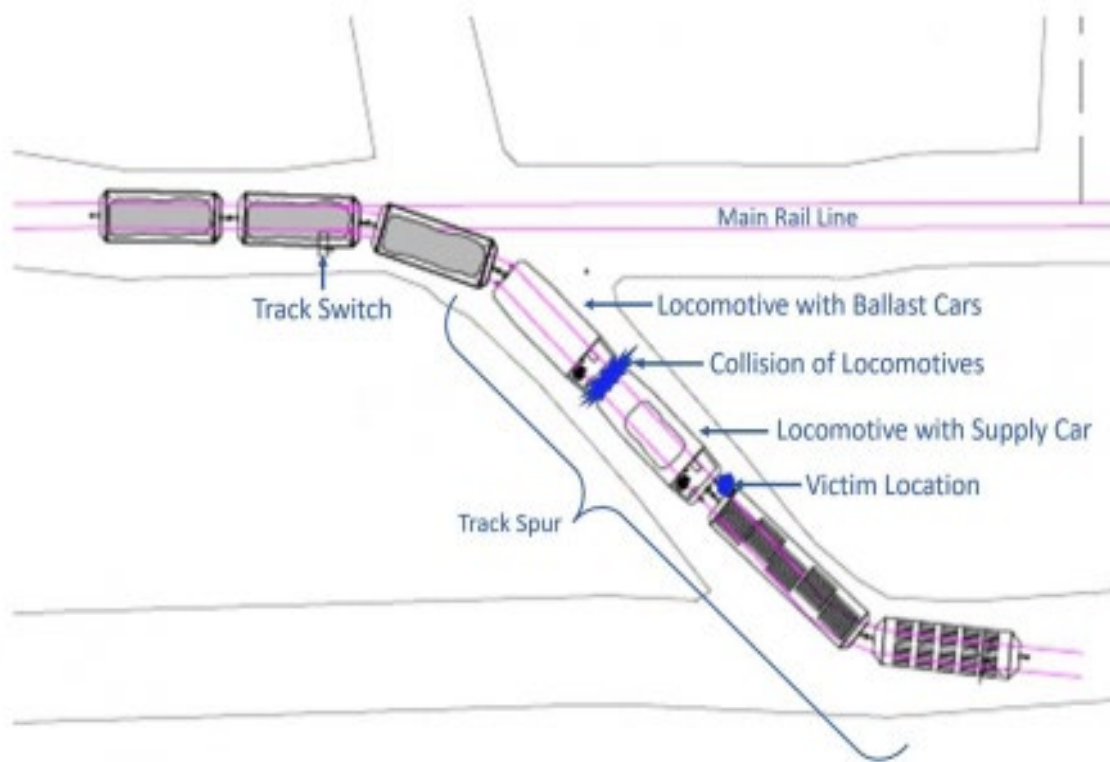 Main Rail Line
Track Switch
Locomotive with Ballast Cars
Collision of Locomotives
Locomotive with Supply Car
Victim Location
Track Spur